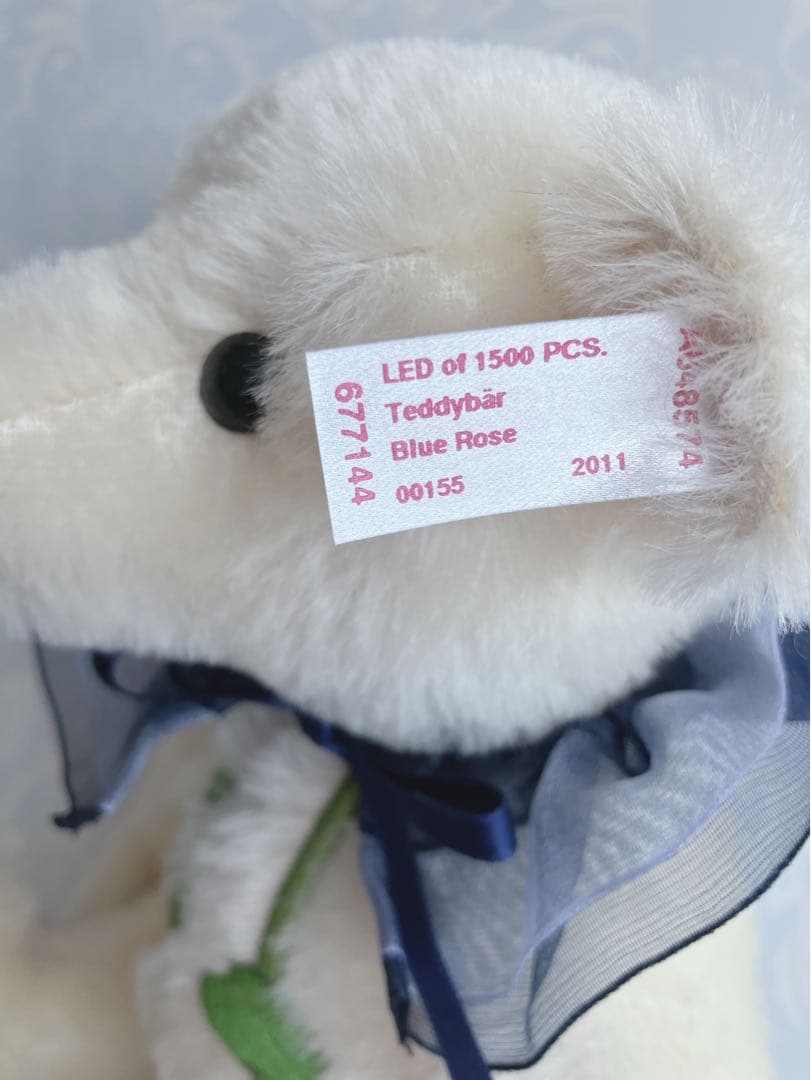 LED of 1500 PCS.
Teddybär
Blue Rose
00155 2011
677144